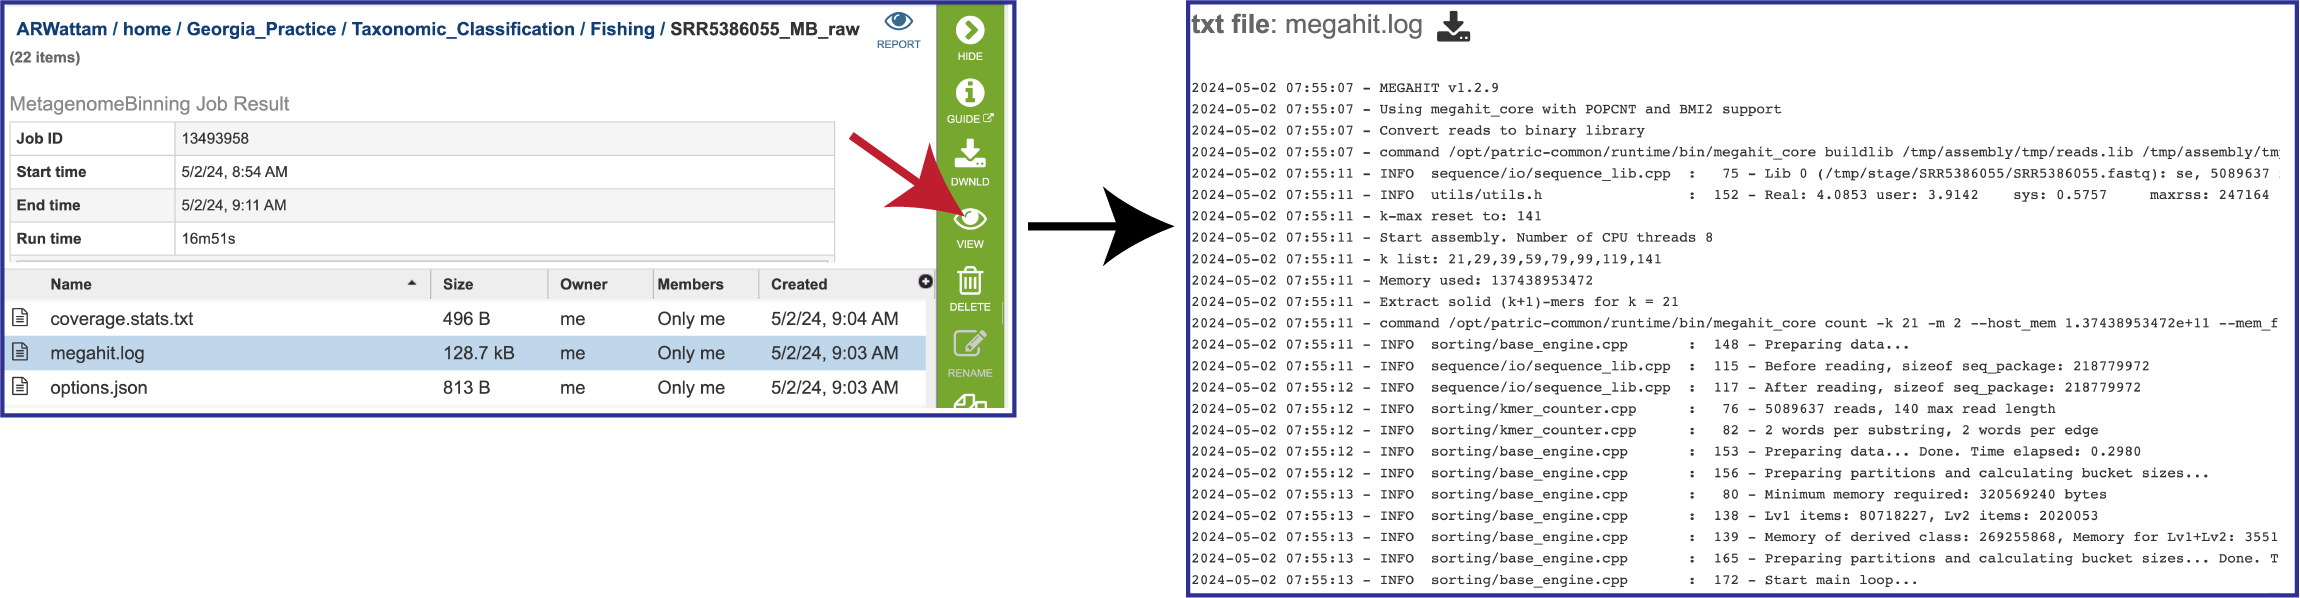 ARWattam / home / Georgia_Practice / Taxonomic_Classification / Fishing / SRR5386055_MB_raw
(22 items)
REPORT
MetagenomeBinning Job Result
Job ID 13493958
Start time 5/2/24, 8:54 AM
End time 5/2/24, 9:11 AM
Run time 16m51s
Name Size Owner Members Created
coverage.stats.txt 496 B me Only me 5/2/24, 9:04 AM
megahit.log 128.7 kB me Only me 5/2/24, 9:03 AM
options.json 813 B me Only me 5/2/24, 9:03 AM
HIDE
GUIDE
DWNLD
VIEW
DELETE
RENAME
txt file: megahit.log
2024-05-02 07:55:07 - MEGAHIT v1.2.9
2024-05-02 07:55:07 - Using megahit_core with POPCNT and BMI2 support
2024-05-02 07:55:07 - Convert reads to binary library
2024-05-02 07:55:07 - command /opt/patric-common/runtime/bin/megahit_core buildlib /tmp/assembly/tmp/reads.lib /tmp/assembly/tm
2024-05-02 07:55:11 - INFO sequence/io/sequence_lib.cpp : 75 - Lib 0 (/tmp/stage/SRR5386055/SRR5386055.fastq): se, 5089637
2024-05-02 07:55:11 - INFO utils/utils.h : 152 - Real: 4.0853 user: 3.9142 sys: 0.5757 maxrss: 247164
2024-05-02 07:55:11 - k-max reset to: 141
2024-05-02 07:55:11 - Start assembly. Number of CPU threads 8
2024-05-02 07:55:11 - k list: 21,29,39,59,79,99,119,141
2024-05-02 07:55:11 - Memory used: 137438953472
2024-05-02 07:55:11 - Extract solid (k+1)-mers for k = 21
2024-05-02 07:55:11 - command /opt/patric-common/runtime/bin/megahit_core count -k 21 -m 2 --host_mem 1.37438953472e+11 --mem_f
2024-05-02 07:55:11 - INFO sorting/base_engine.cpp : 148 - Preparing data...
2024-05-02 07:55:11 - INFO sequence/io/sequence_lib.cpp : 115 - Before reading, sizeof seq_package: 218779972
2024-05-02 07:55:12 - INFO sequence/io/sequence_lib.cpp : 117 - After reading, sizeof seq_package: 218779972
2024-05-02 07:55:12 - INFO sorting/kmer_counter.cpp : 76 - 5089637 reads, 140 max read length
2024-05-02 07:55:12 - INFO sorting/kmer_counter.cpp : 82 - 2 words per substring, 2 words per edge
2024-05-02 07:55:12 - INFO sorting/base_engine.cpp : 153 - Preparing data... Done. Time elapsed: 0.2980
2024-05-02 07:55:12 - INFO sorting/base_engine.cpp : 156 - Preparing partitions and calculating bucket sizes...
2024-05-02 07:55:13 - INFO sorting/base_engine.cpp : 80 - Minimum memory required: 320569240 bytes
2024-05-02 07:55:13 - INFO sorting/base_engine.cpp : 138 - Lv1 items: 80718227, Lv2 items: 2020053
2024-05-02 07:55:13 - INFO sorting/base_engine.cpp : 139 - Memory of derived class: 269255868, Memory for Lv1+Lv2: 3551
2024-05-02 07:55:13 - INFO sorting/base_engine.cpp : 165 - Preparing partitions and calculating bucket sizes... Done. T
2024-05-02 07:55:13 - INFO sorting/base_engine.cpp : 172 - Start main loop...